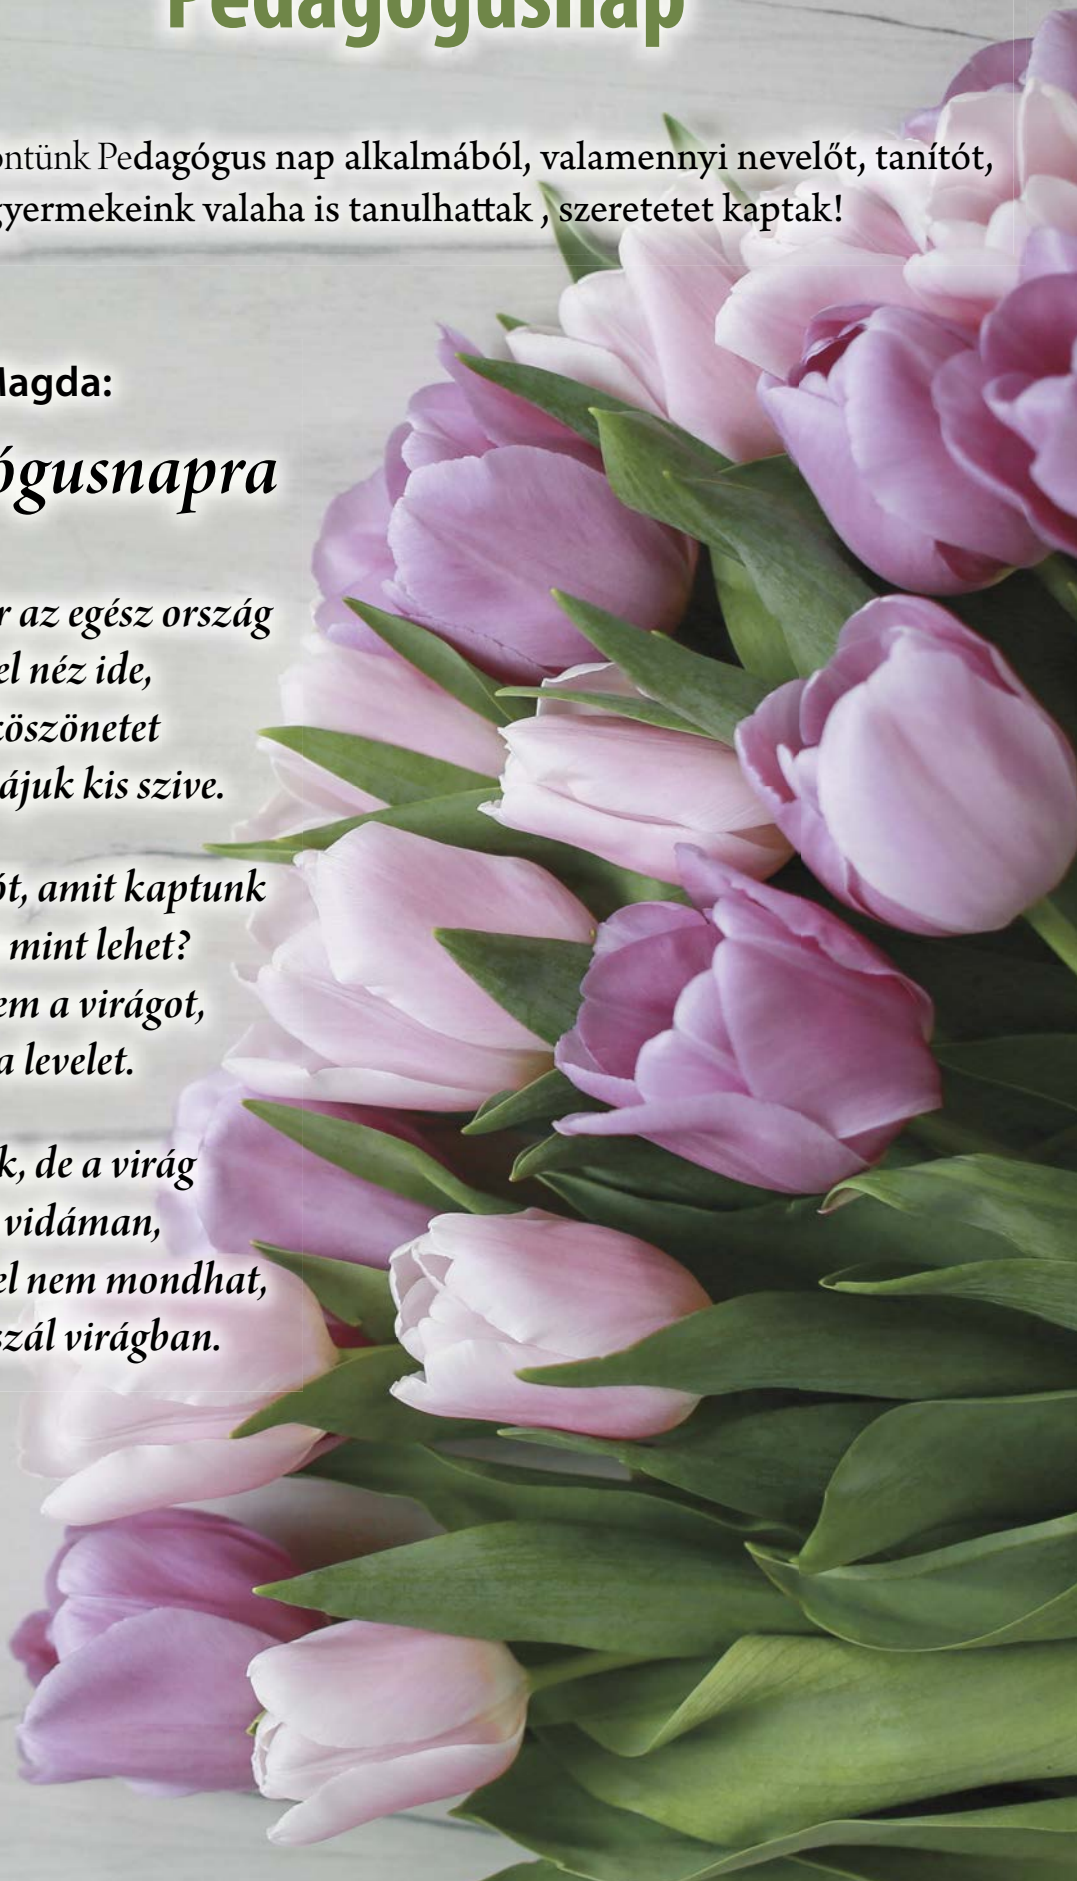 Pedagógusnap
öntünk Pedagógus nap alkalmából, valamennyi nevelőt, tanítót,
gyermekeink valaha is tanulhattak , szeretetet kaptak!
Magda:
ógusnapra
r az egész ország
el néz ide,
köszönetet
ájuk kis szive.
ót, amit kaptunk
mint lehet?
em a virágot,
a levelet.
k, de a virág
vidáman,
el nem mondhat,
szál virágban.